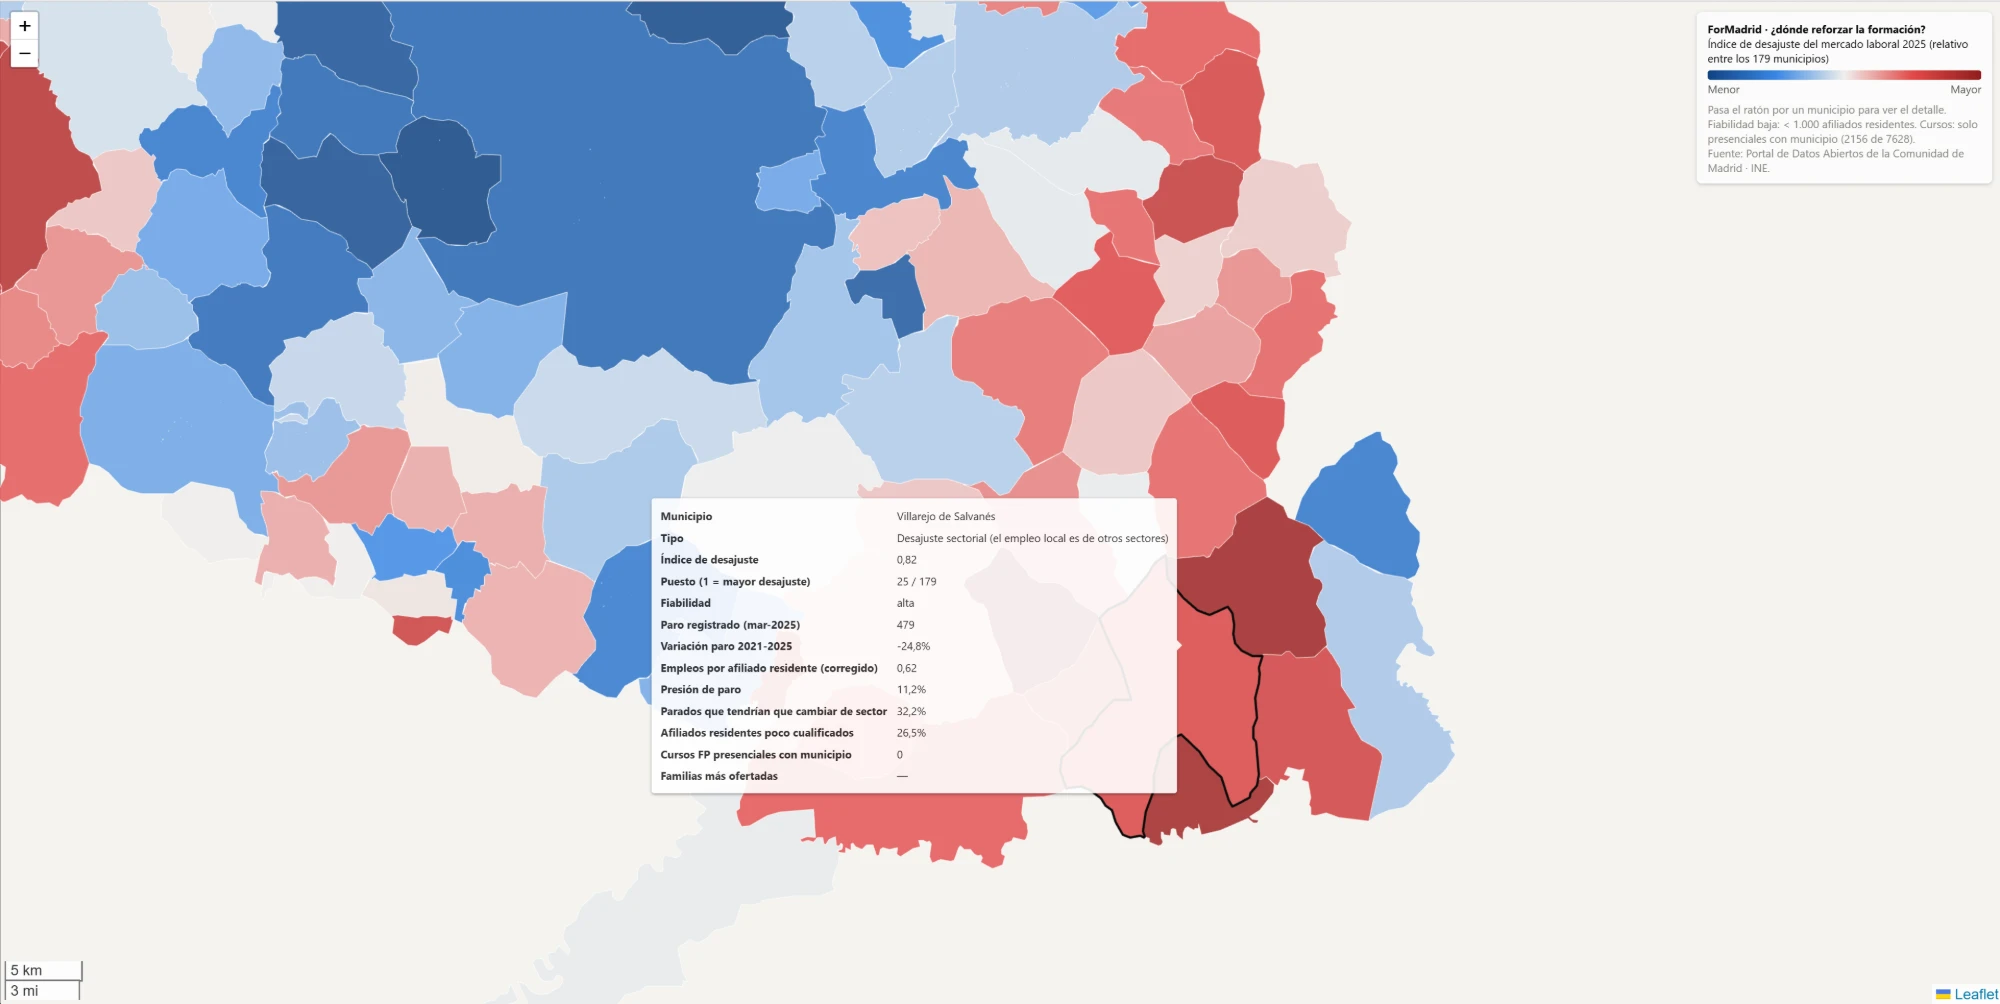 +
−
ForMadrid · ¿dónde reforzar la formación?
Índice de desajuste del mercado laboral 2025 (relativo
entre los 179 municipios)
Menor Mayor
Pasa el ratón por un municipio para ver el detalle.
Fiabilidad baja: < 1.000 afiliados residentes. Cursos: solo
presenciales con municipio (2156 de 7628).
Fuente: Portal de Datos Abiertos de la Comunidad de
Madrid · INE.
Municipio Villarejo de Salvanés
Tipo Desajuste sectorial (el empleo local es de otros sectores)
Índice de desajuste 0,82
Puesto (1 = mayor desajuste) 25 / 179
Fiabilidad alta
Paro registrado (mar-2025) 479
Variación paro 2021-2025 -24,8%
Empleos por afiliado residente (corregido) 0,62
Presión de paro 11,2%
Parados que tendrían que cambiar de sector 32,2%
Afiliados residentes poco cualificados 26,5%
Cursos FP presenciales con municipio 0
Familias más ofertadas —
5 km
3 mi
Leaflet